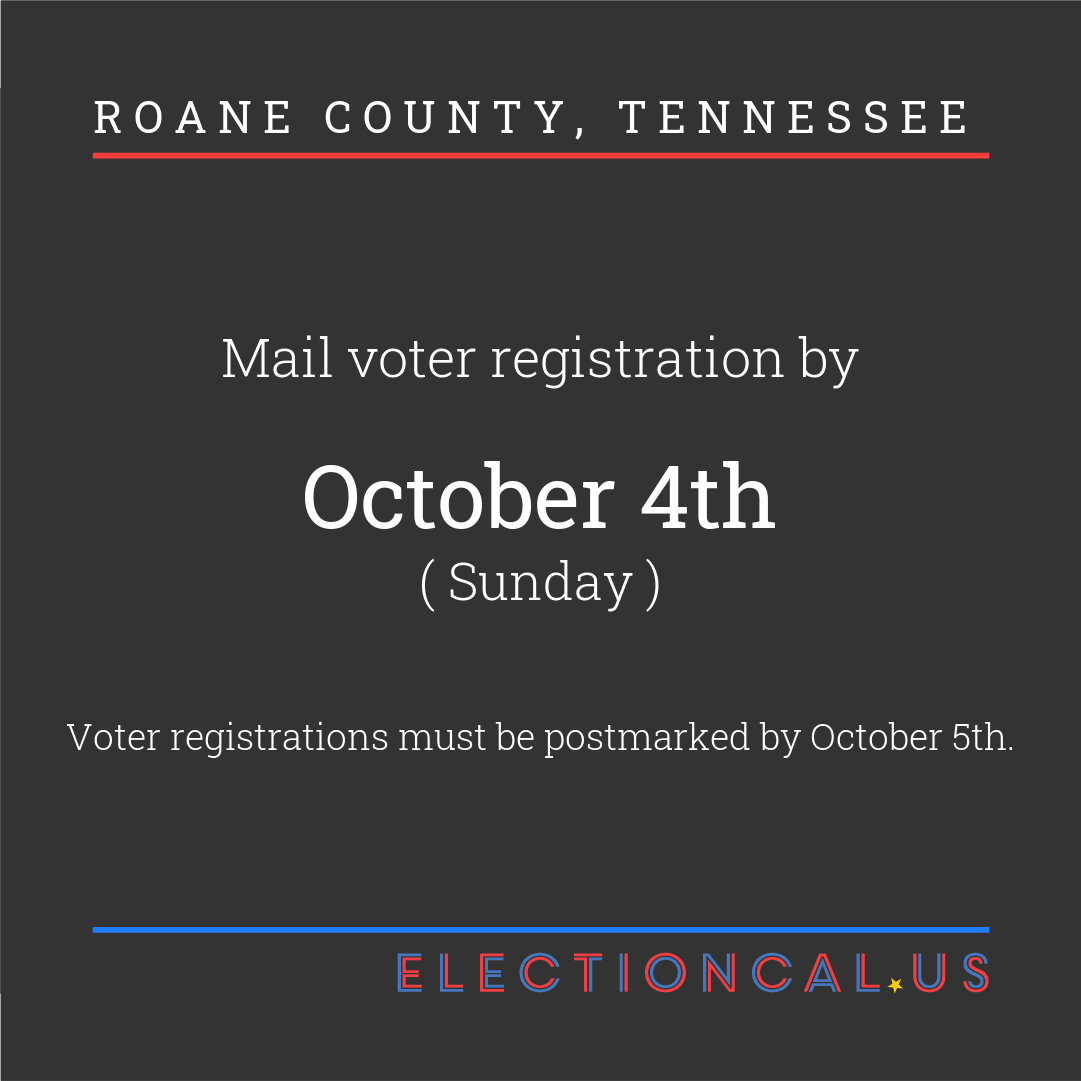 ROANE COUNTY, TENNESSEE
Mail voter registration by
October 4th
( Sunday )
Voter registrations must be postmarked by October 5th.
ELECTIONCAL.US